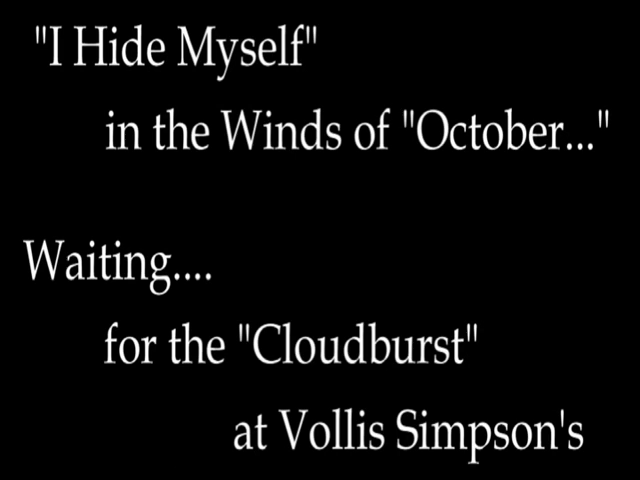 "I Hide Myself"
in the Winds of "October..."
Waiting....
for the "Cloudburst"
at Vollis Simpson's